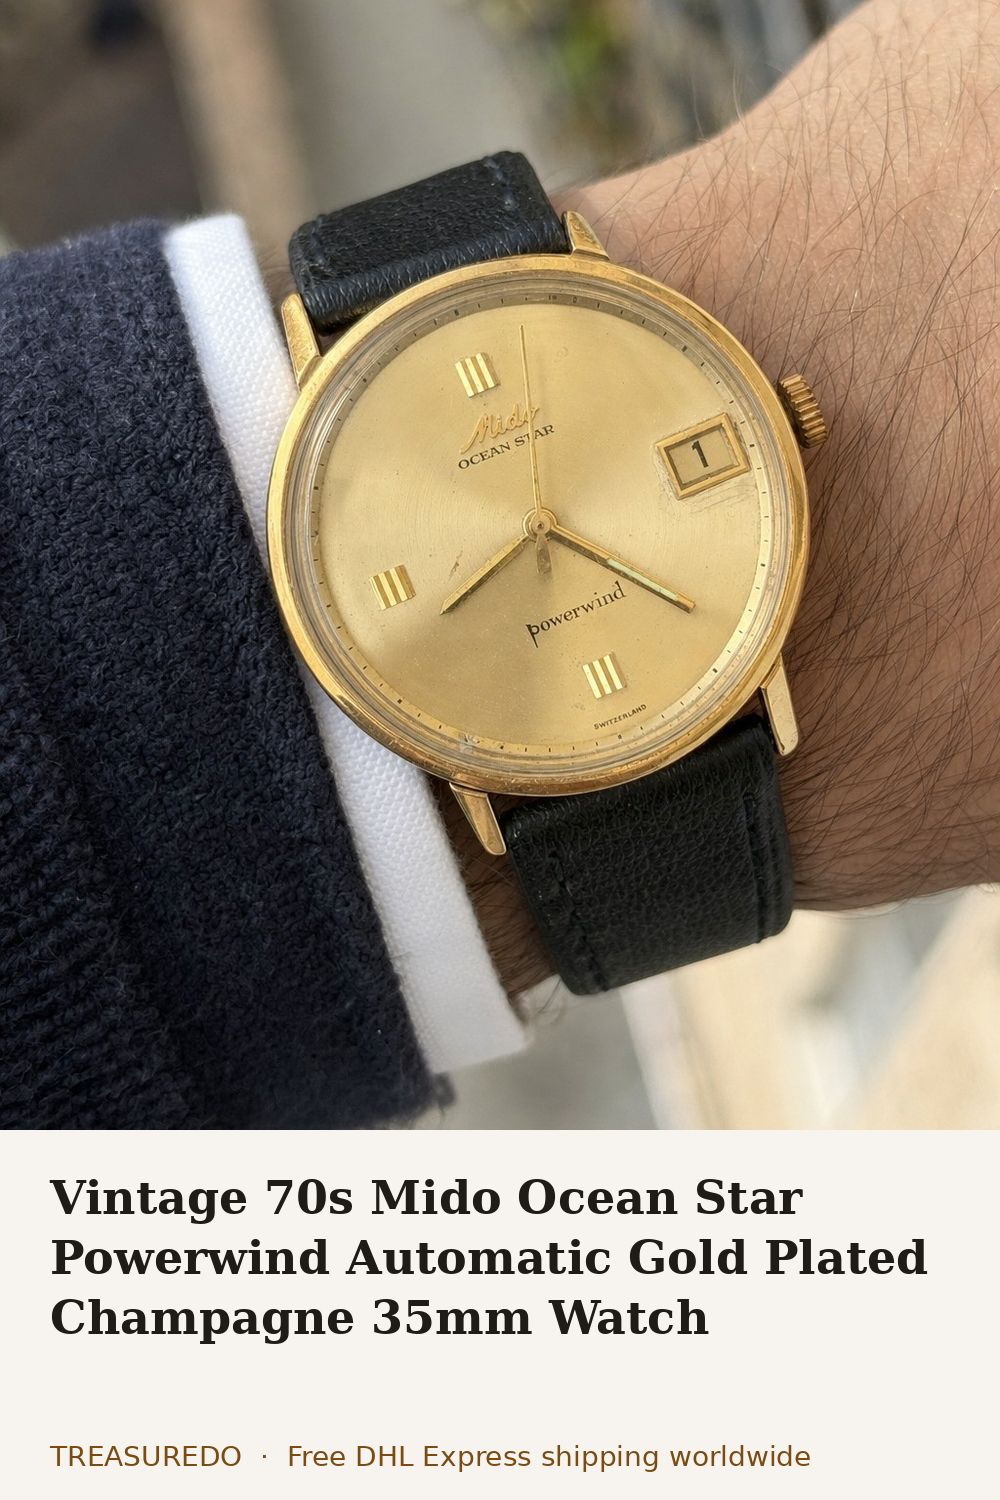 Mido
OCEAN STAR
1
powerwind
SWITZERLAND
Vintage 70s Mido Ocean Star
Powerwind Automatic Gold Plated
Champagne 35mm Watch
TREASUREDO · Free DHL Express shipping worldwide